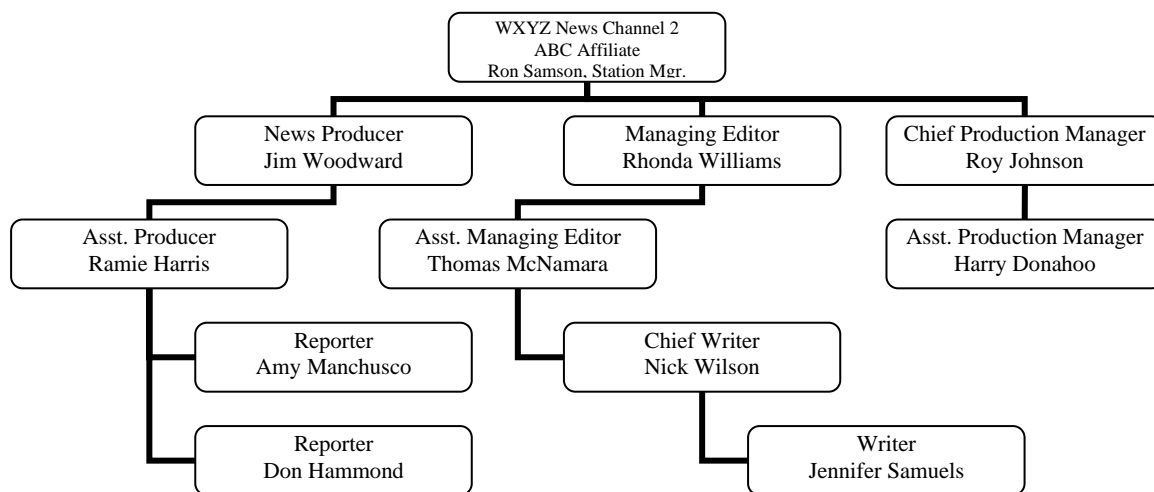 WXYZ News Channel 2
ABC Affiliate
Ron Samson, Station Mgr.
News Producer
Jim Woodward
Managing Editor
Rhonda Williams
Chief Production Manager
Roy Johnson
Asst. Producer
Ramie Harris
Asst. Managing Editor
Thomas McNamara
Asst. Production Manager
Harry Donahoo
Reporter
Amy Manchusco
Chief Writer
Nick Wilson
Reporter
Don Hammond
Writer
Jennifer Samuels